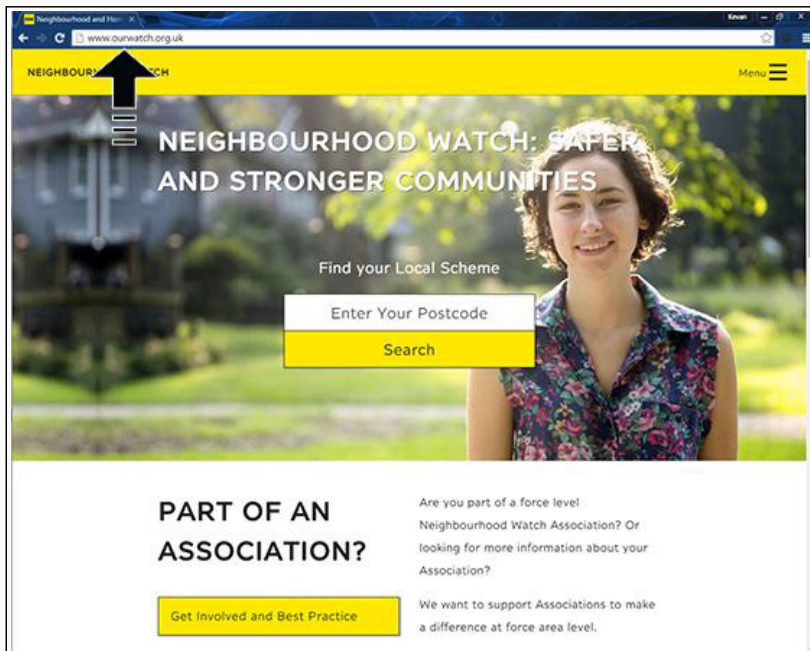 Neighbourhood and Hom
Kevan
www.ourwatch.org.uk
NEIGHBOUR TCH
Menu
NEIGHBOURHOOD WATCH: SAFER
AND STRONGER COMMUNITIES
Find your Local Scheme
Enter Your Postcode
Search
PART OF AN
ASSOCIATION?
Get Involved and Best Practice
Are you part of a force level
Neighbourhood Watch Association? Or
looking for more information about your
Association?
We want to support Associations to make
a difference at force area level.